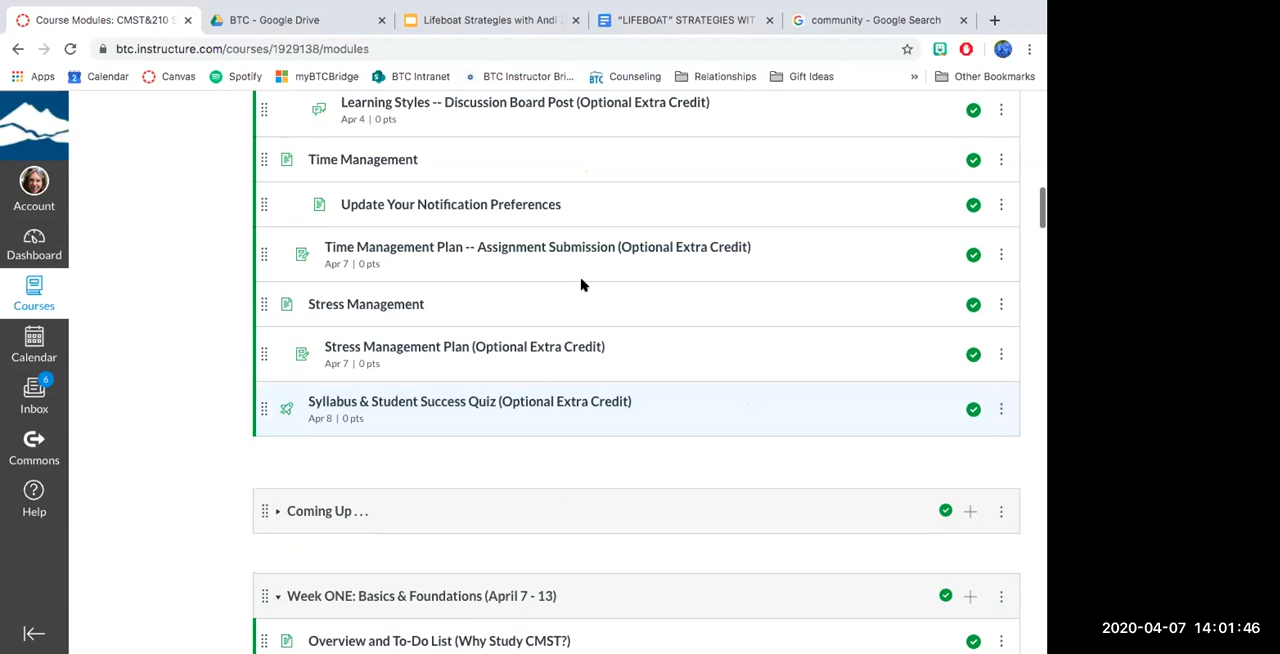 Course Modules: CMST&210 S
BTC - Google Drive
Lifeboat Strategies with Andi
"LIFEBOAT" STRATEGIES WIT
community - Google Search
btc.instructure.com/courses/1929138/modules
Apps
Calendar
Canvas
Spotify
myBTCBridge
BTC Intranet
BTC Instructor Bri...
Counseling
Relationships
Gift Ideas
»
Other Bookmarks
Account
Dashboard
Courses
Calendar
6
Inbox
Commons
Help
Learning Styles -- Discussion Board Post (Optional Extra Credit)
Apr 4 | 0 pts
Time Management
Update Your Notification Preferences
Time Management Plan -- Assignment Submission (Optional Extra Credit)
Apr 7 | 0 pts
Stress Management
Stress Management Plan (Optional Extra Credit)
Apr 7 | 0 pts
Syllabus & Student Success Quiz (Optional Extra Credit)
Apr 8 | 0 pts
Coming Up . . .
Week ONE: Basics & Foundations (April 7 - 13)
Overview and To-Do List (Why Study CMST?)
2020-04-07 14:01:46